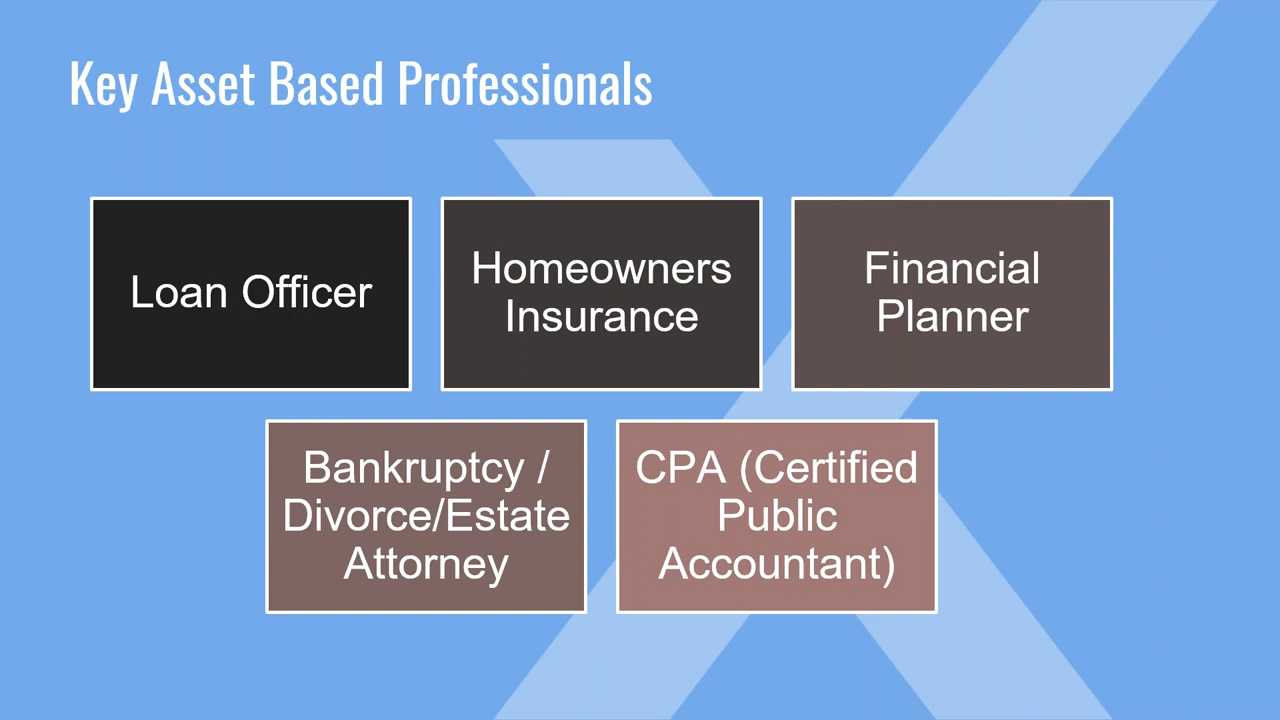 Key Asset Based Professionals
Loan Officer
Homeowners
Insurance
Financial
Planner
Bankruptcy /
Divorce/Estate
Attorney
CPA (Certified
Public
Accountant)